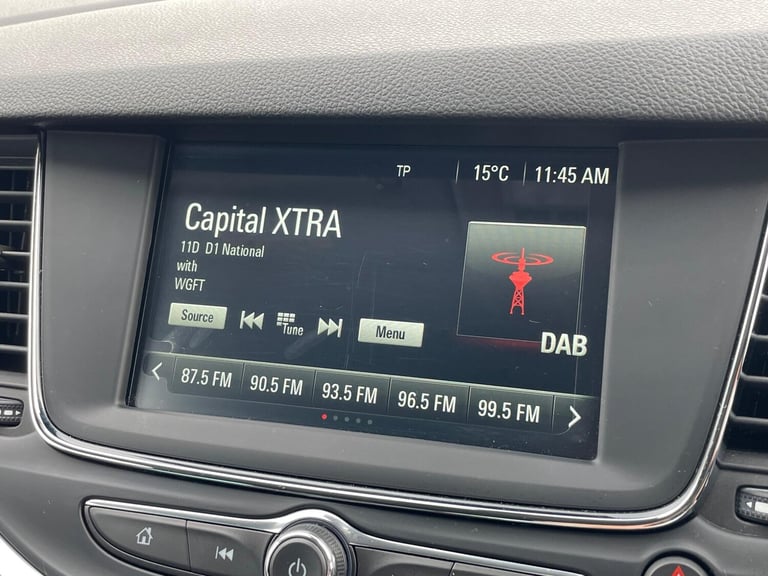 TP 15°C 11:45 AM
Capital XTRA
11D D1 National
with
WGFT
Source Tune Menu
DAB
87.5 FM 90.5 FM 93.5 FM 96.5 FM 99.5 FM